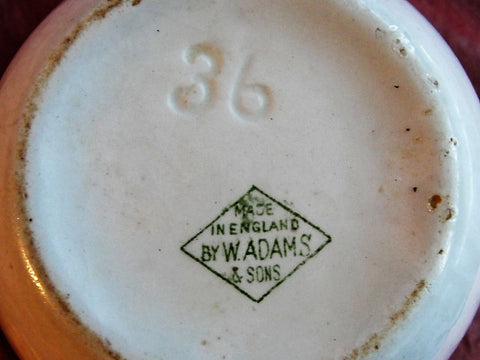 36
MADE
IN ENGLAND
BY W. ADAMS
& SONS